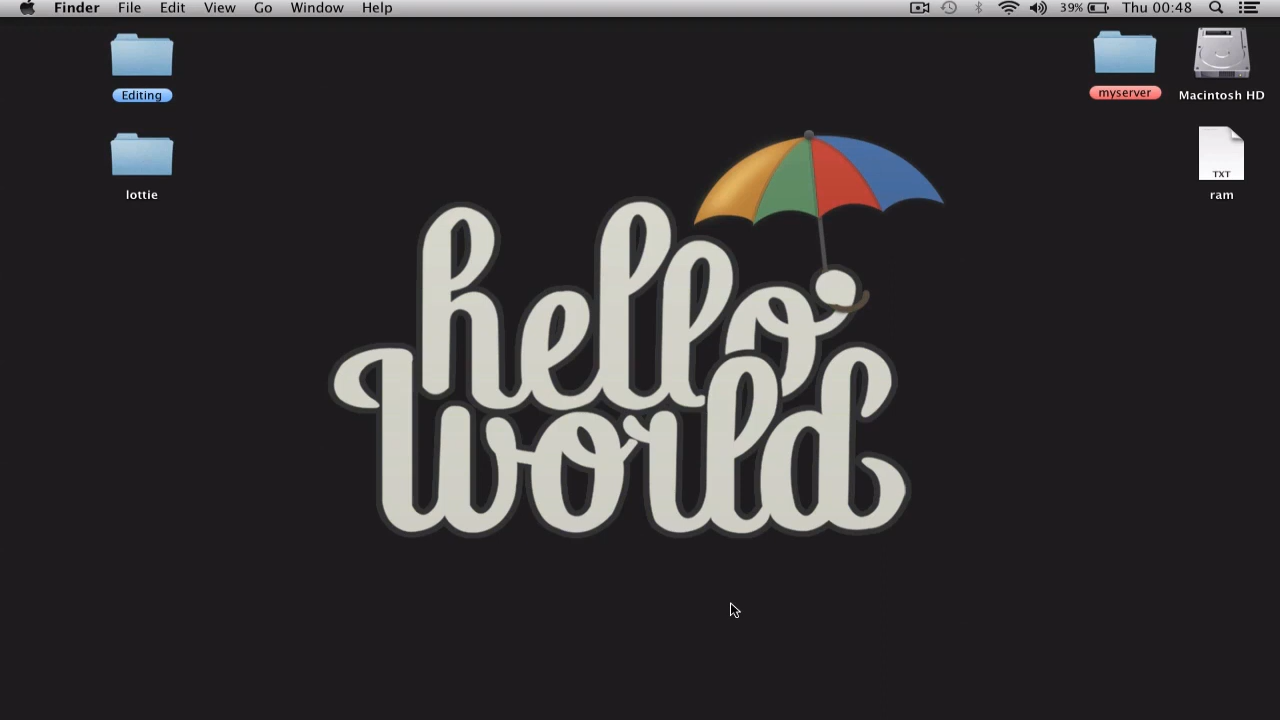 Finder File Edit View Go Window Help 39% Thu 00:48
Editing
myserver
Macintosh HD
lottie
TXT
ram
hello
world